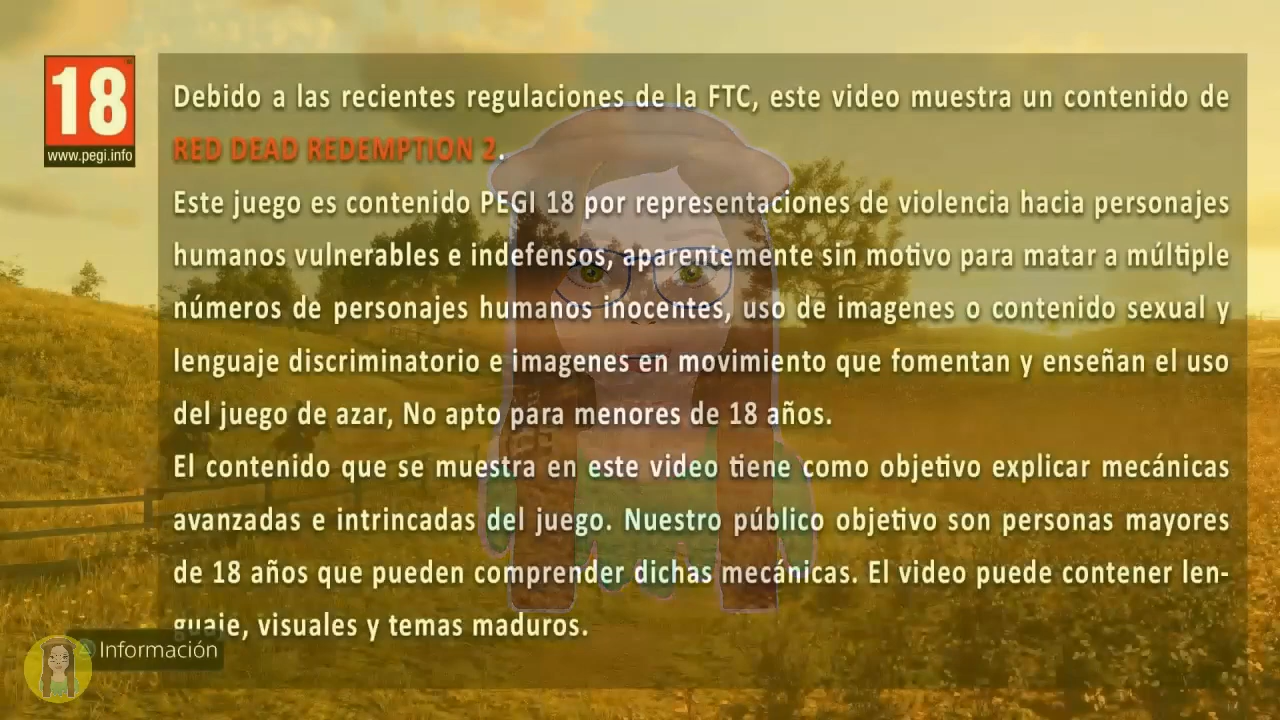 18
www.pegi.info
Debido a las recientes regulaciones de la FTC, este video muestra un contenido de
RED DEAD REDEMPTION 2.
Este juego es contenido PEGI 18 por representaciones de violencia hacia personajes
humanos vulnerables e indefensos, aparentemente sin motivo para matar a múltiple
números de personajes humanos inocentes, uso de imagenes o contenido sexual y
lenguaje discriminatorio e imagenes en movimiento que fomentan y enseñan el uso
del juego de azar, No apto para menores de 18 años.
El contenido que se muestra en este video tiene como objetivo explicar mecánicas
avanzadas e intrincadas del juego. Nuestro público objetivo son personas mayores
de 18 años que pueden comprender dichas mecánicas. El video puede contener len-
guaje, visuales y temas maduros.
Información